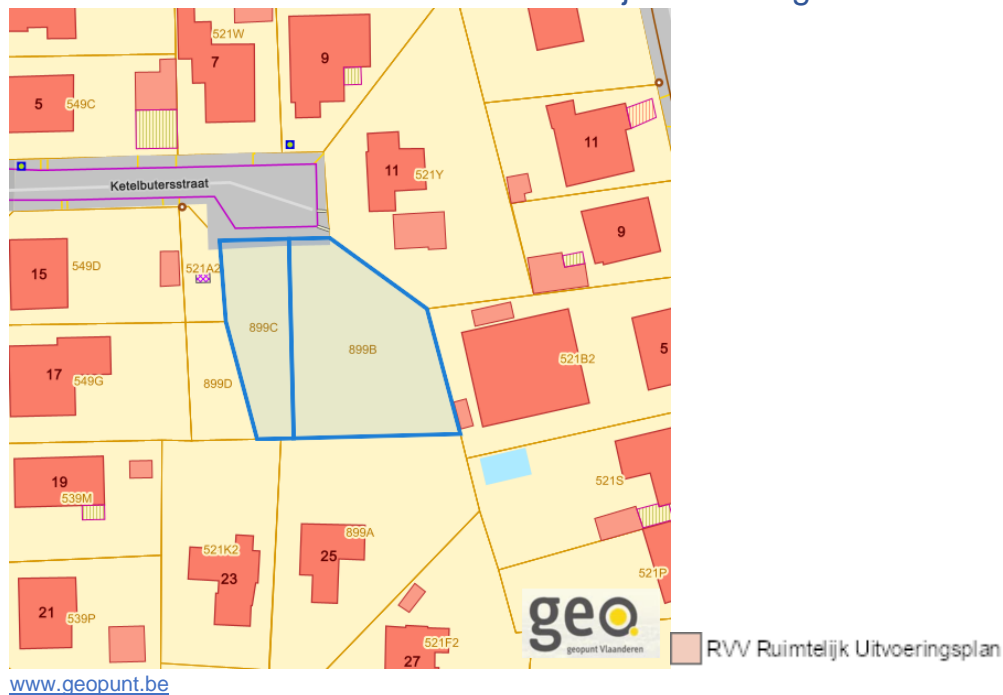 521W
7
9
5
549C
11
11
521Y
Ketelbutersstraat
9
15
549D
521A2
899C
899B
5
521B2
17
549G
899D
19
539M
521S
899A
25
521K2
23
521P
21
539P
geo.
geopunt Vlaanderen
521F2
27
RVV Ruimtelijk Uitvoeringsplan
www.geopunt.be